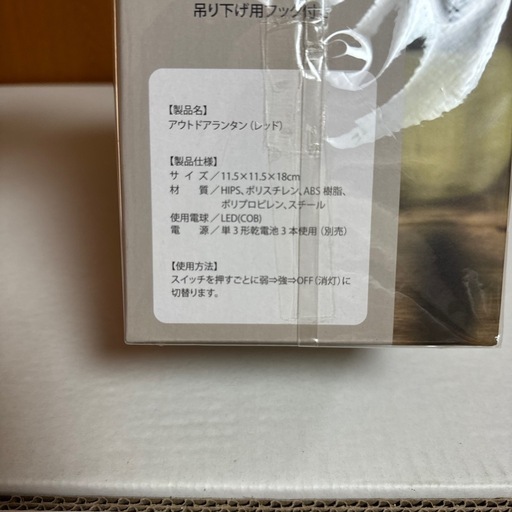 吊り下げ用フック付
【製品名】
アウトドアランタン（レッド）
【製品仕様】
サ イ ズ／11.5×11.5×18cm
材　　質／HIPS、ポリスチレン、ABS 樹脂、
ポリプロピレン、スチール
使用電球／LED(COB)
電　　源／単3形乾電池3本使用（別売）
【使用方法】
スイッチを押すごとに弱⇒強⇒OFF（消灯）に
切替ります。